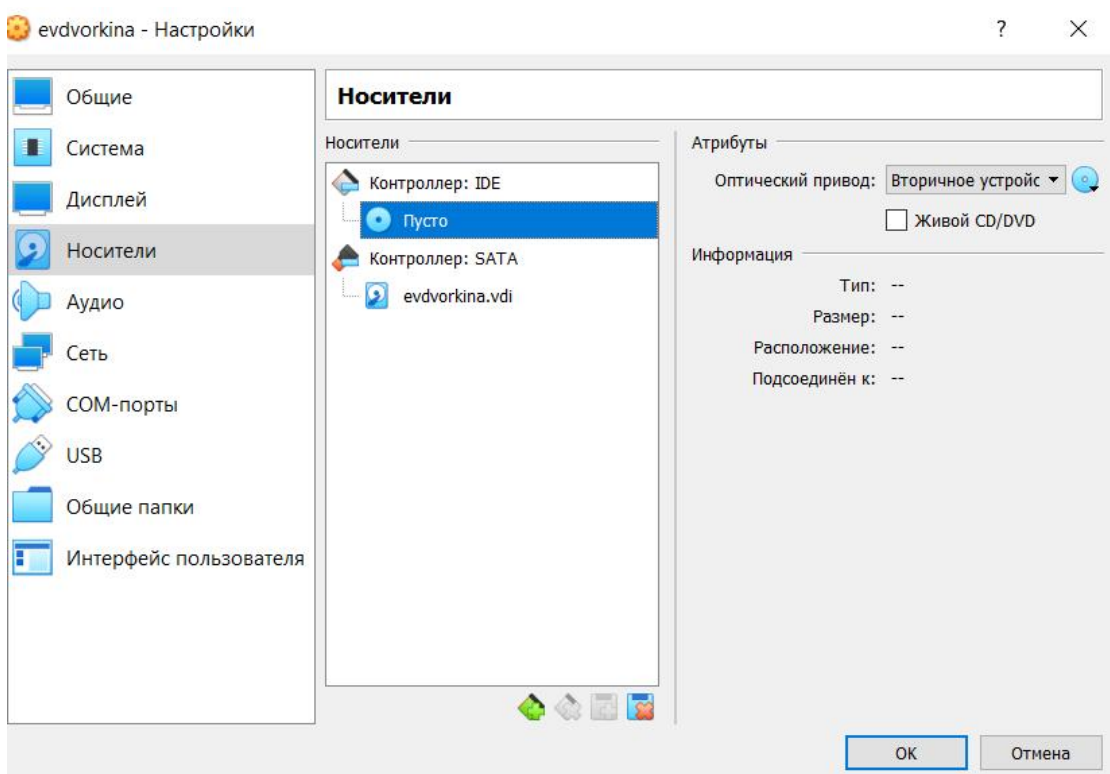 evdvorkina - Настройки
?
Общие
Система
Дисплей
Носители
Аудио
Сеть
COM-порты
USB
Общие папки
Интерфейс пользователя
Носители
Носители
Контроллер: IDE
Пусто
Контроллер: SATA
evdvorkina.vdi
Атрибуты
Оптический привод: Вторичное устройс
Живой CD/DVD
Информация
Тип: --
Размер: --
Расположение: --
Подсоединён к: --
ОК Отмена